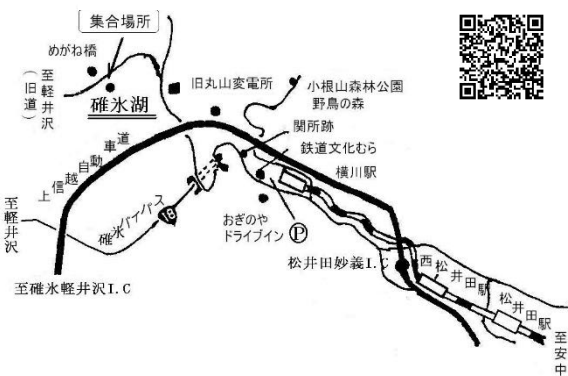 集合場所
めがね橋
至軽井沢
(旧道)
碓氷湖
旧丸山変電所
小根山森林公園
野鳥の森
関所跡
鉄道文化むら
横川駅
上信越自動車道
碓氷バイパス
18
至軽井沢
おぎのや
ドライブイン
P
松井田妙義I.C
至碓氷軽井沢I.C
西松井田駅
松井田駅
至安中